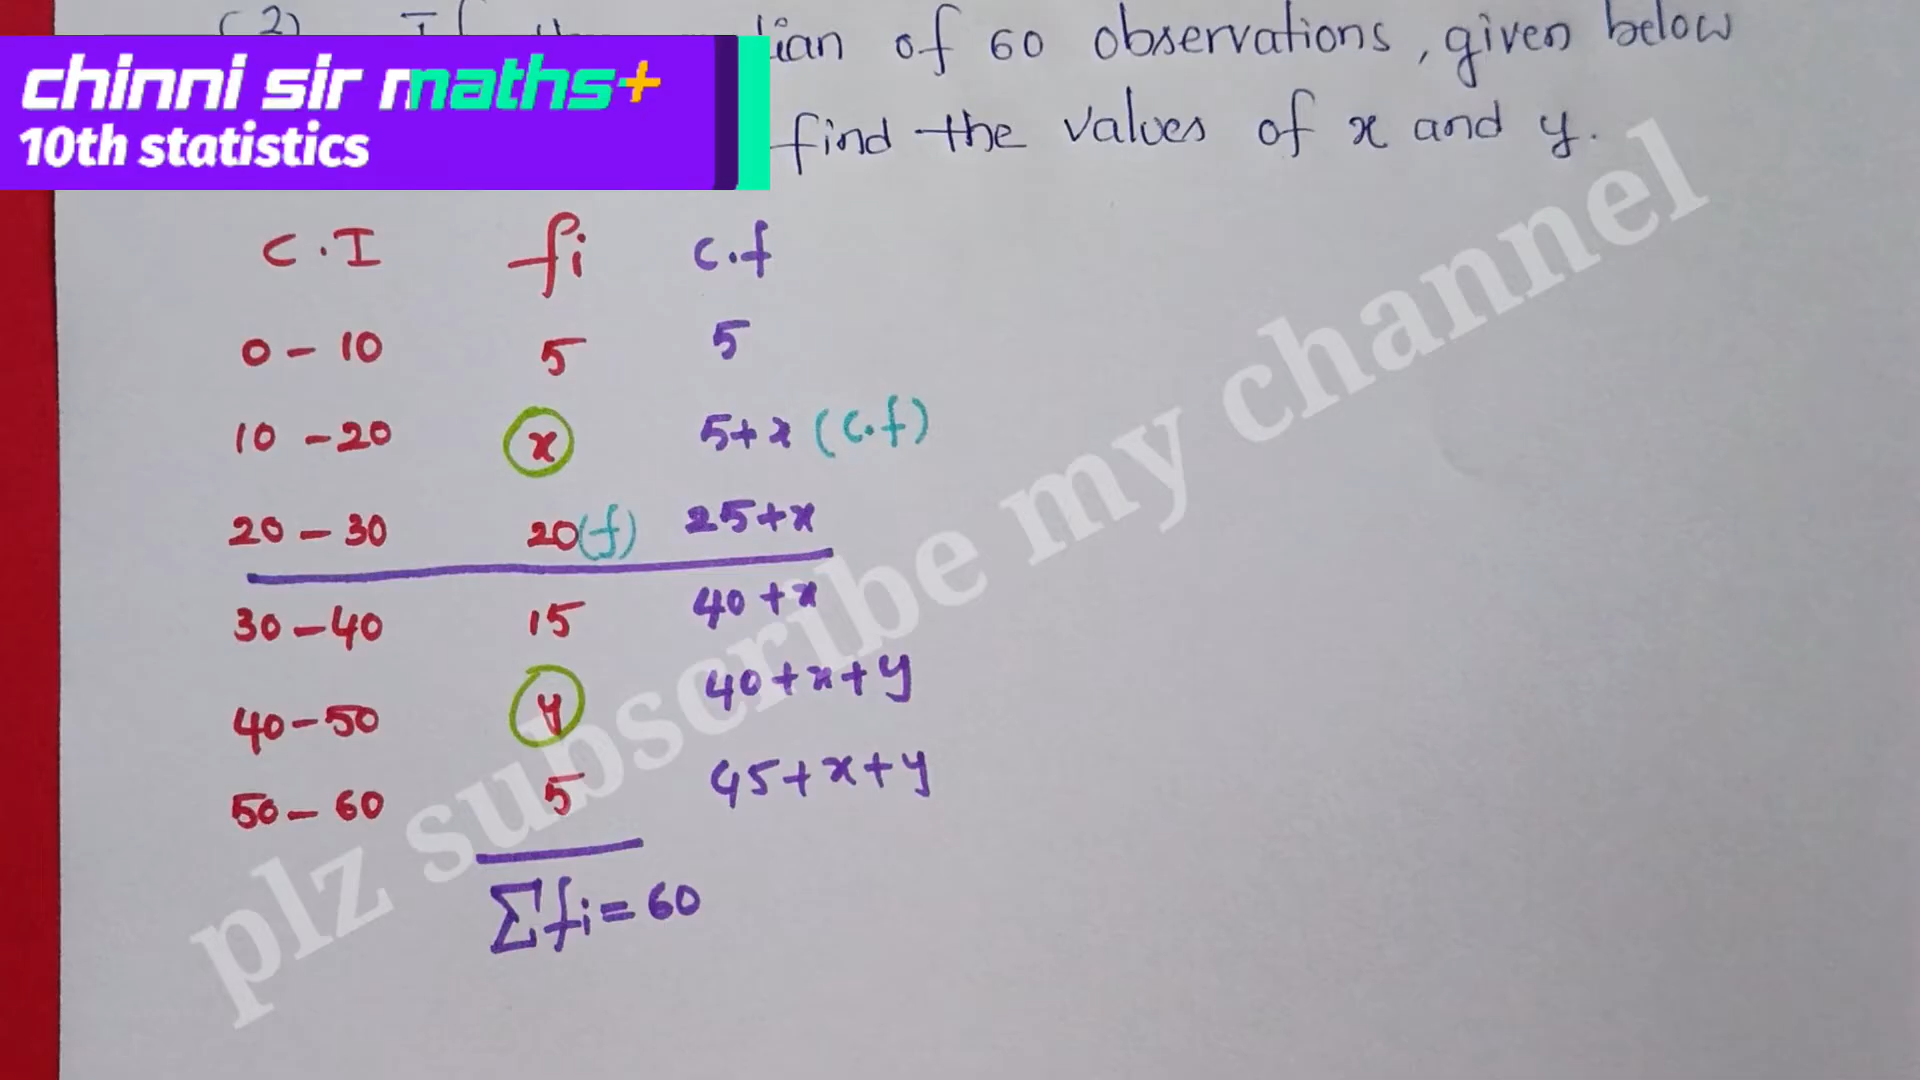 (2)
of 60 observations, given below
chinni sir maths+
10th statistics
find the values of x and y.
C.I fi c.f
0 - 10 5 5
10 - 20 x 5+x (c.f)
20 - 30 20(f) 25+x
30 - 40 15 40+x
40 - 50 y 40+x+y
50 - 60 5 45+x+y
Σfi = 60
plz subscribe my channel